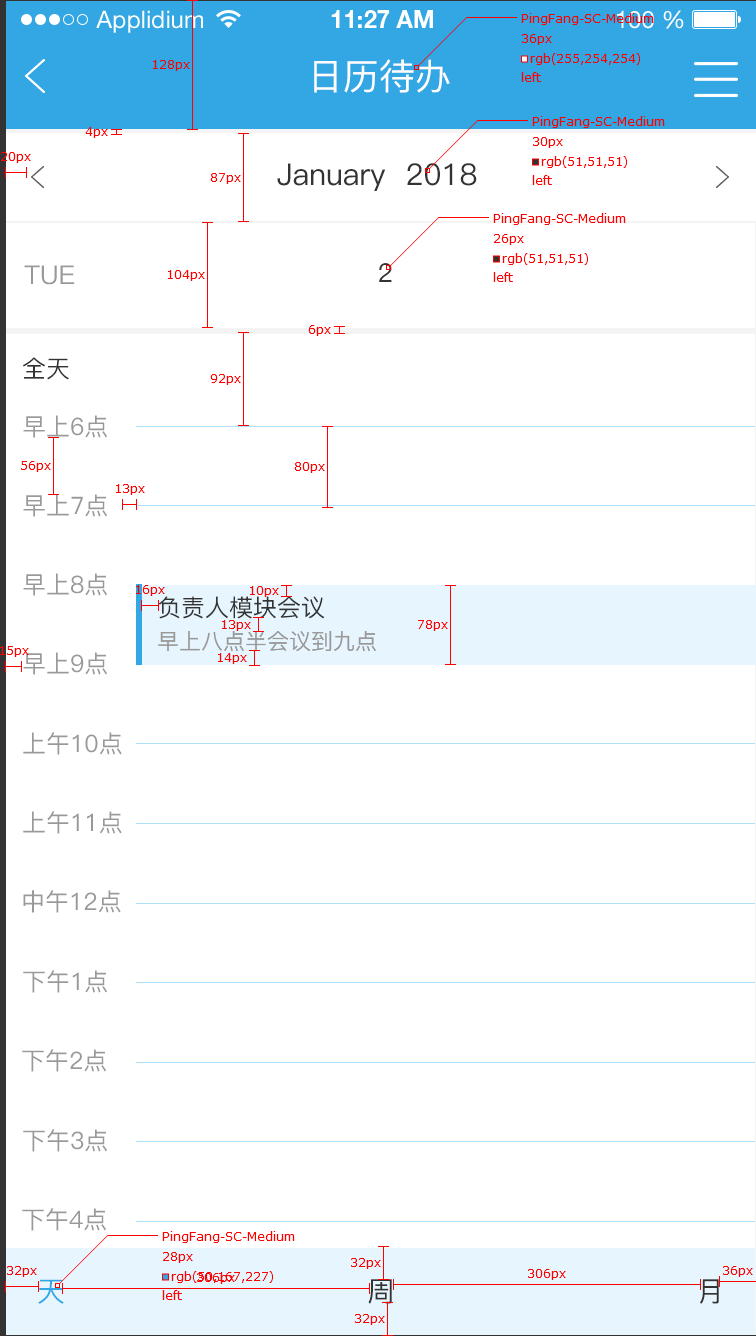 Applidium 11:27 AM 100 %
PingFang-SC-Medium
36px
rgb(255,254,254)
left
128px
日历待办
4px
PingFang-SC-Medium
30px
rgb(51,51,51)
left
20px
87px
January 2018
PingFang-SC-Medium
26px
rgb(51,51,51)
left
TUE
104px
2
6px
全天
92px
早上6点
56px
80px
早上7点
13px
早上8点
16px
10px
负责人模块会议
13px
78px
早上八点半会议到九点
14px
15px
早上9点
上午10点
上午11点
中午12点
下午1点
下午2点
下午3点
下午4点
PingFang-SC-Medium
28px
rgb(50,167,227)
left
32px
306px
32px
306px
36px
天
周
月
32px